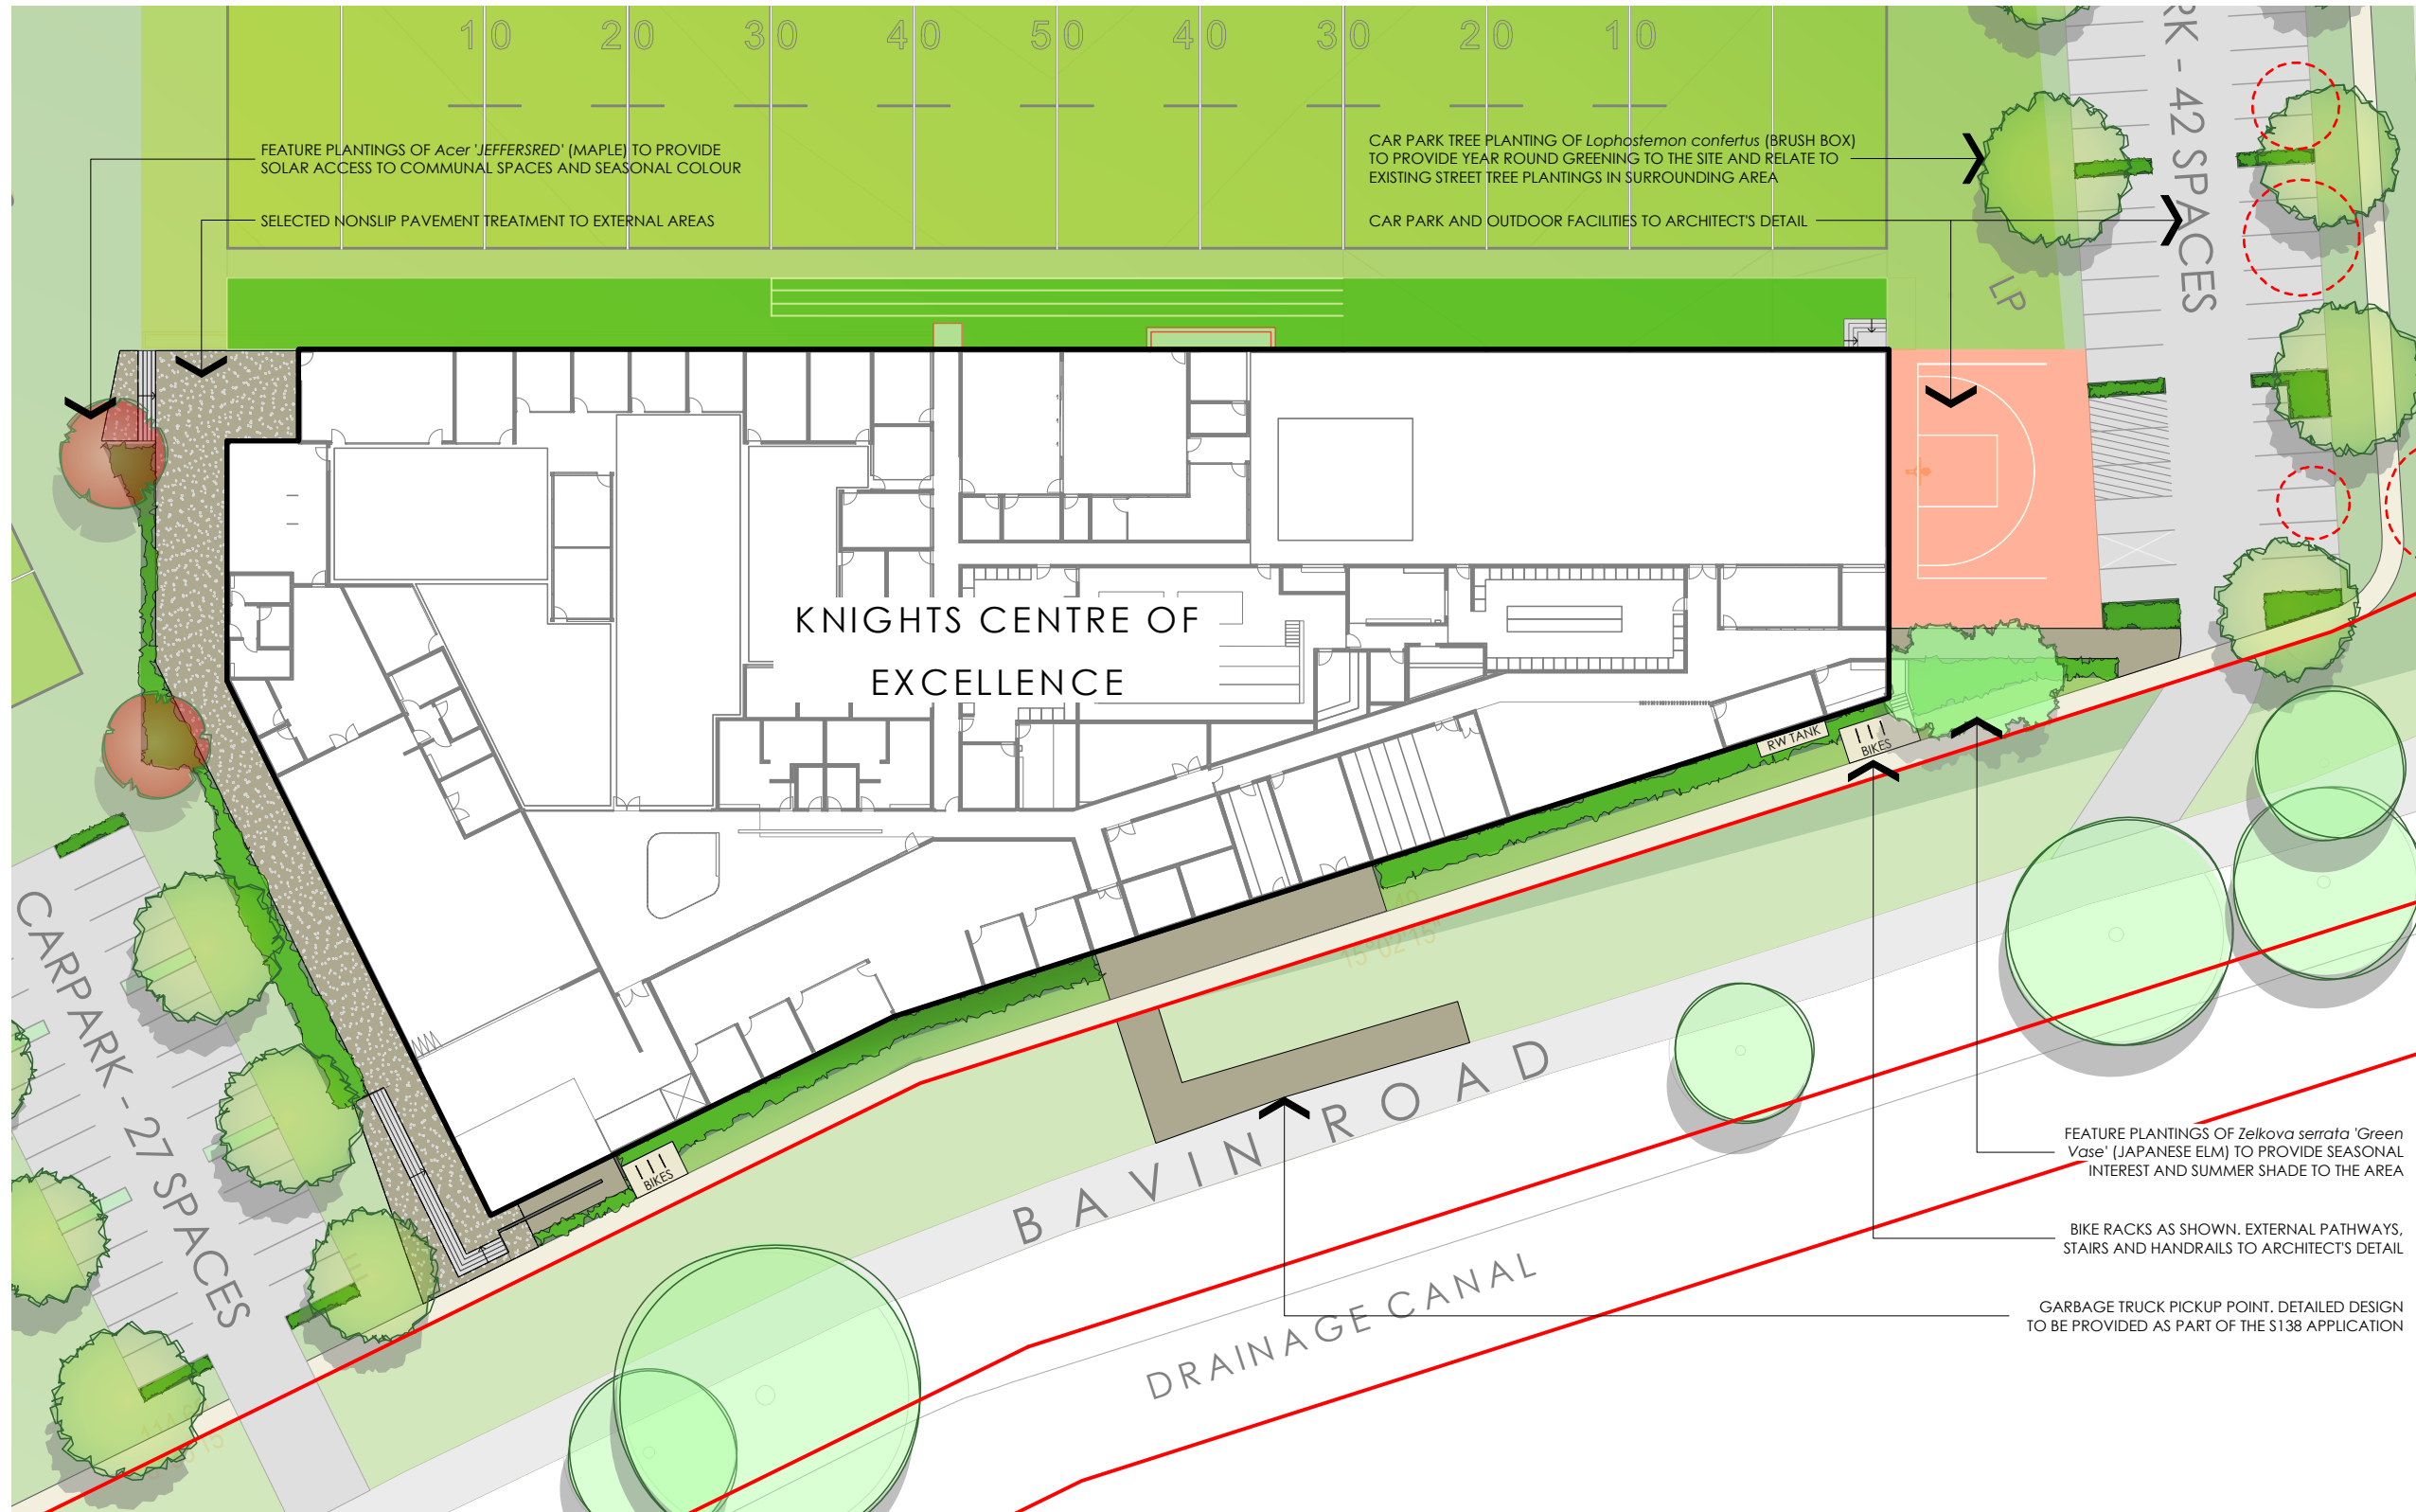 10 20 30 40 50 40 30 20 10
FEATURE PLANTINGS OF Acer 'JEFFERSRED' (MAPLE) TO PROVIDE
SOLAR ACCESS TO COMMUNAL SPACES AND SEASONAL COLOUR
SELECTED NONSLIP PAVEMENT TREATMENT TO EXTERNAL AREAS
CAR PARK TREE PLANTING OF Lophostemon confertus (BRUSH BOX)
TO PROVIDE YEAR ROUND GREENING TO THE SITE AND RELATE TO
EXISTING STREET TREE PLANTINGS IN SURROUNDING AREA
CAR PARK AND OUTDOOR FACILITIES TO ARCHITECT'S DETAIL
RK - 42 SPACES
LP
KNIGHTS CENTRE OF
EXCELLENCE
RW TANK
BIKES
CARPARK - 27 SPACES
BIKES
15°02'15"
BAVIN ROAD
DRAINAGE CANAL
FEATURE PLANTINGS OF Zelkova serrata 'Green
Vase' (JAPANESE ELM) TO PROVIDE SEASONAL
INTEREST AND SUMMER SHADE TO THE AREA
BIKE RACKS AS SHOWN. EXTERNAL PATHWAYS,
STAIRS AND HANDRAILS TO ARCHITECT'S DETAIL
GARBAGE TRUCK PICKUP POINT. DETAILED DESIGN
TO BE PROVIDED AS PART OF THE S138 APPLICATION